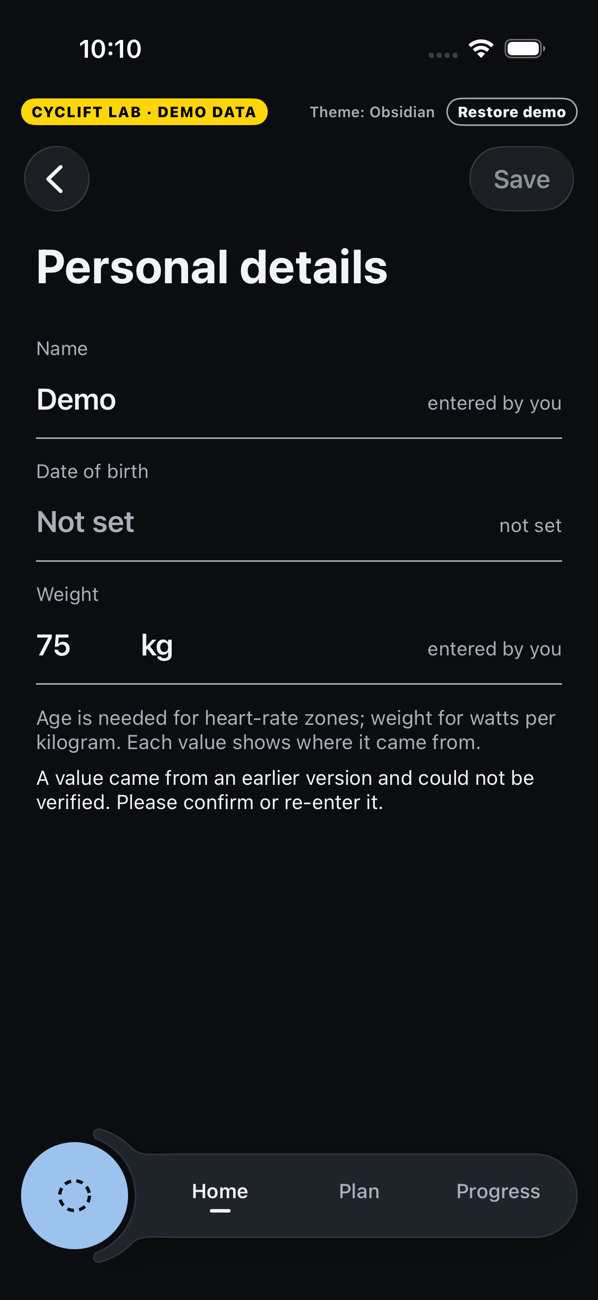 10:10
CYCLIFT LAB · DEMO DATA
Theme: Obsidian
Restore demo
Save
Personal details
Name
Demo
entered by you
Date of birth
Not set
not set
Weight
75 kg
entered by you
Age is needed for heart-rate zones; weight for watts per
kilogram. Each value shows where it came from.
A value came from an earlier version and could not be
verified. Please confirm or re-enter it.
Home
Plan
Progress